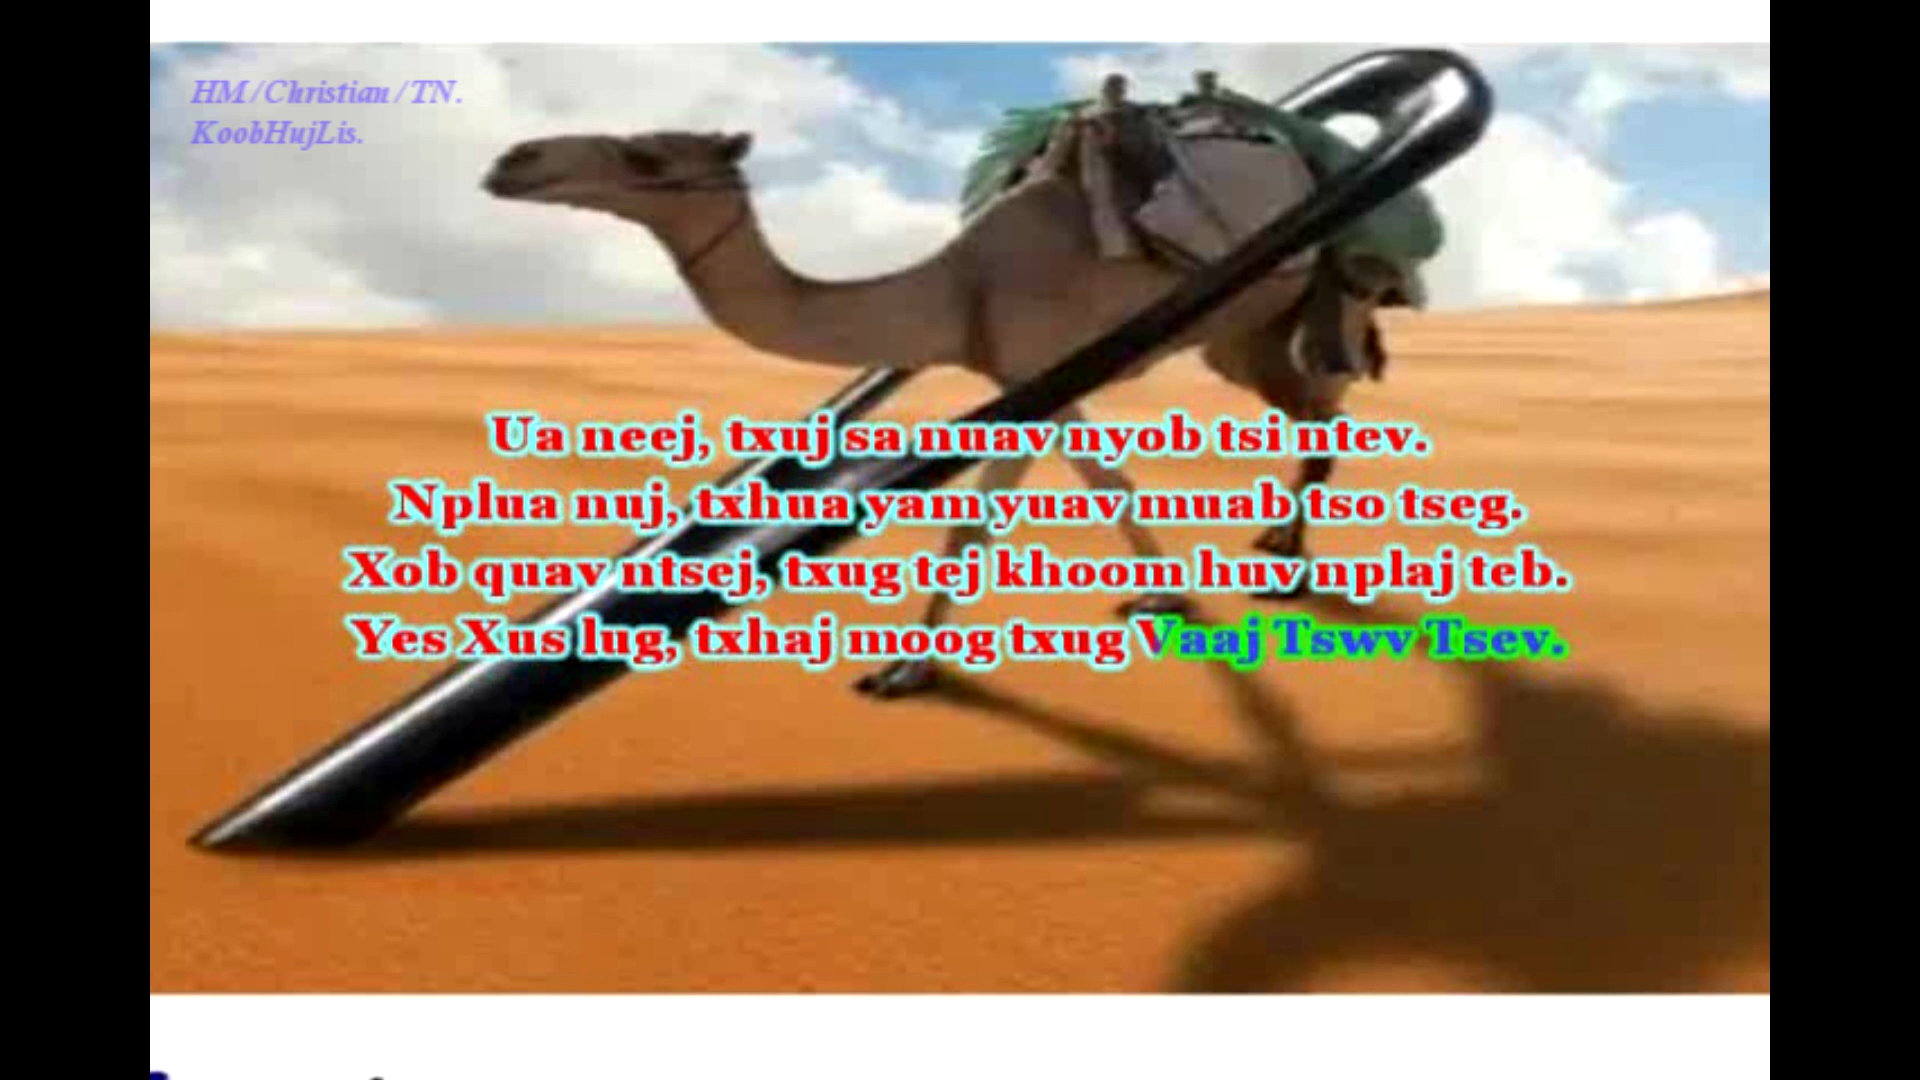 HM/Christian/TN.
KoobHujLis.
Ua neej, txuj sa nuav nyob tsi ntev.
Nplua nuj, txhua yam yuav muab tso tseg.
Xob quav ntsej, txug tej khoom huv nplaj teb.
Yes Xus lug, txhaj moog txug Vaaj Tswv Tsev.